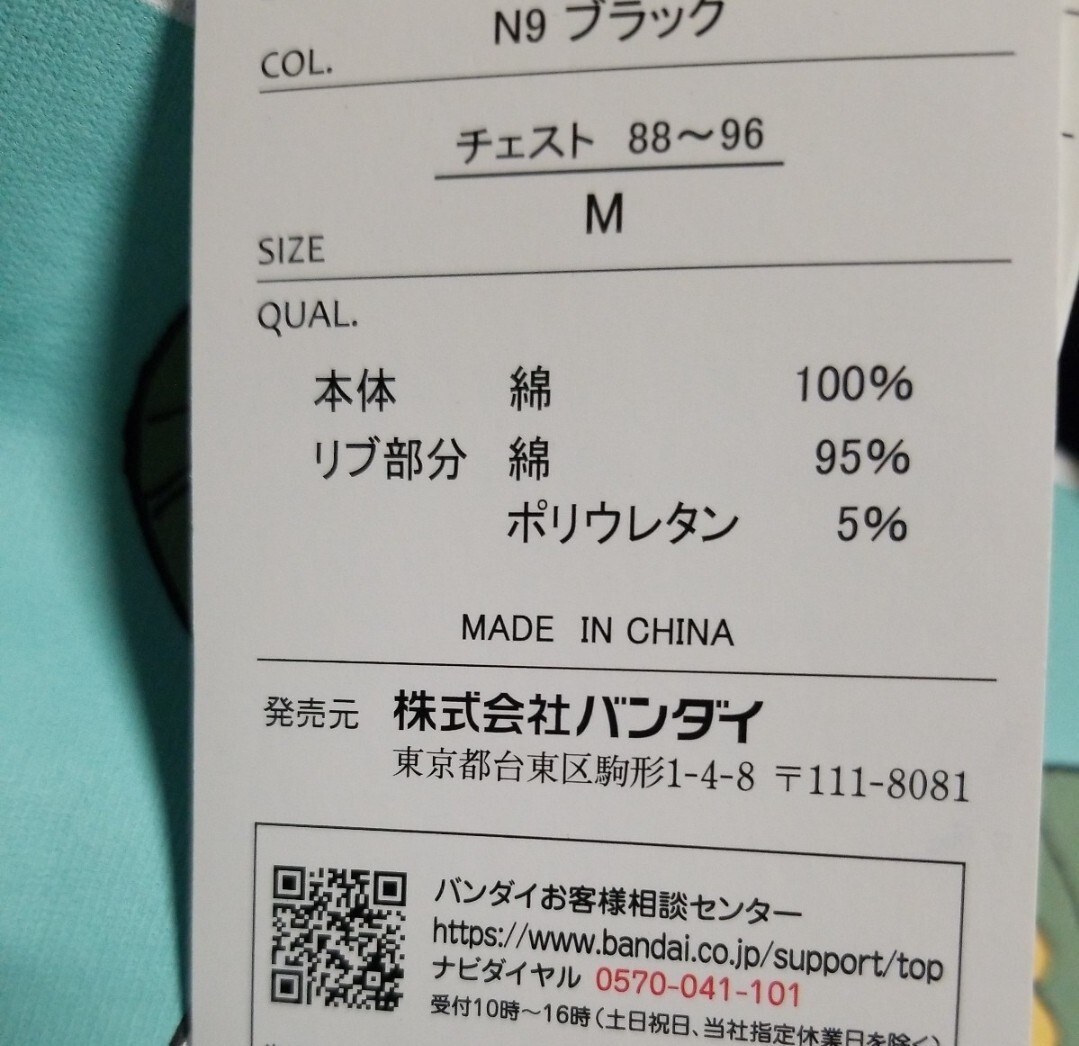 N9 ブラック
COL.
チェスト 88〜96
M
SIZE
QUAL.
本体 綿 100%
リブ部分 綿 95%
ポリウレタン 5%
MADE IN CHINA
発売元 株式会社バンダイ
東京都台東区駒形1-4-8 〒111-8081
バンダイお客様相談センター
https://www.bandai.co.jp/support/top
ナビダイヤル 0570-041-101
受付10時〜16時(土日祝日、当社指定休業日を除く)